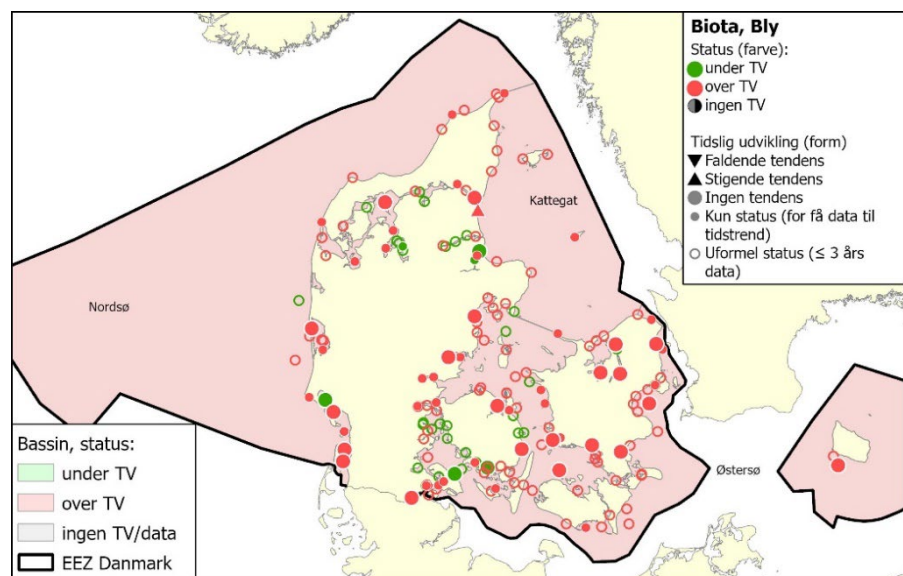 Biota, Bly
Status (farve):
under TV
over TV
ingen TV
Tidslig udvikling (form)
Faldende tendens
Stigende tendens
Ingen tendens
Kun status (for få data til
tidstrend)
Uformel status (≤ 3 års
data)
Kattegat
Nordsø
Østersø
Bassin, status:
under TV
over TV
ingen TV/data
EEZ Danmark